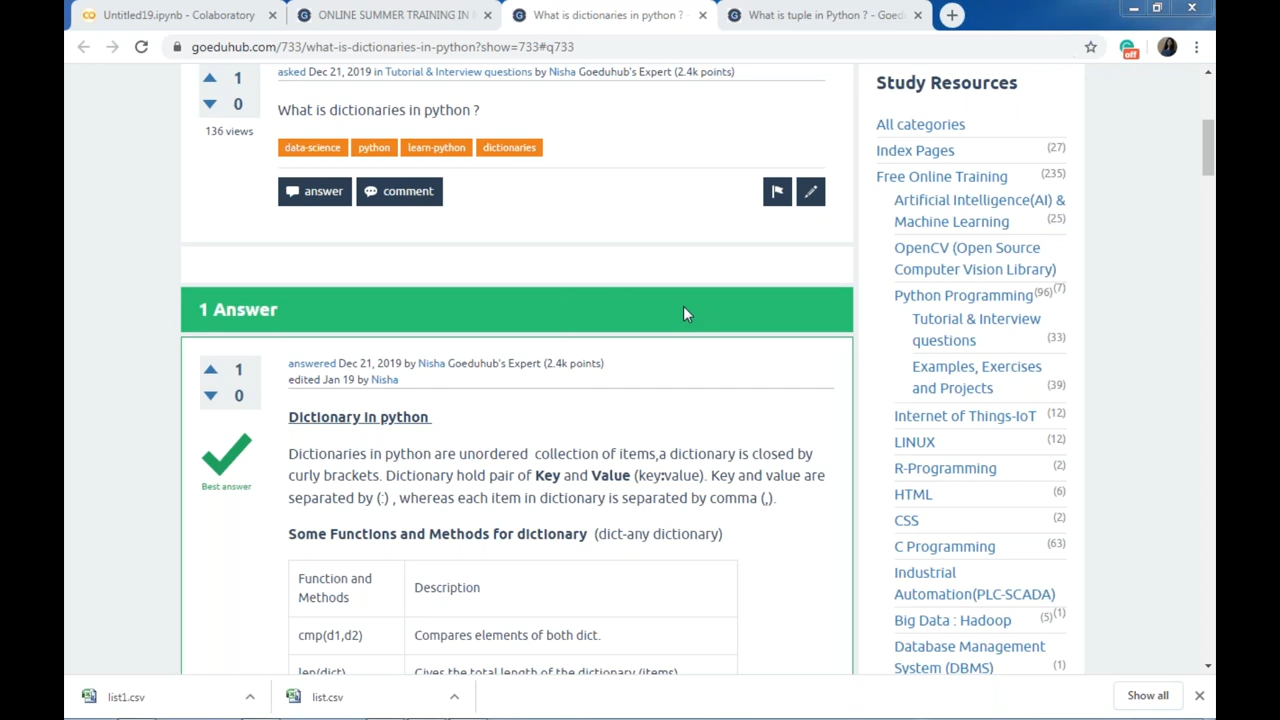 Untitled19.ipynb - Colaboratory
ONLINE SUMMER TRAINING IN
What is dictionaries in python ? -
What is tuple in Python ? - Goed
goeduhub.com/733/what-is-dictionaries-in-python?show=733#q733
off
1
0
136 views
asked Dec 21, 2019 in Tutorial & Interview questions by Nisha Goeduhub's Expert (2.4k points)
What is dictionaries in python ?
data-science python learn-python dictionaries
answer comment
1 Answer
1
0
Best answer
answered Dec 21, 2019 by Nisha Goeduhub's Expert (2.4k points)
edited Jan 19 by Nisha
Dictionary in python
Dictionaries in python are unordered collection of items,a dictionary is closed by
curly brackets. Dictionary hold pair of Key and Value (key:value). Key and value are
separated by (:) , whereas each item in dictionary is separated by comma (,).
Some Functions and Methods for dictionary (dict-any dictionary)
Function and
Methods
Description
cmp(d1,d2) Compares elements of both dict.
len(dict) Gives the total length of the dictionary (items)
Study Resources
All categories
Index Pages (27)
Free Online Training (235)
Artificial Intelligence(AI) &
Machine Learning (25)
OpenCV (Open Source
Computer Vision Library) (7)
Python Programming (96)
Tutorial & Interview
questions (33)
Examples, Exercises
and Projects (39)
Internet of Things-IoT (12)
LINUX (12)
R-Programming (2)
HTML (6)
CSS (2)
C Programming (63)
Industrial
Automation(PLC-SCADA) (1)
Big Data : Hadoop (5)
Database Management
System (DBMS) (1)
list1.csv
list.csv
Show all